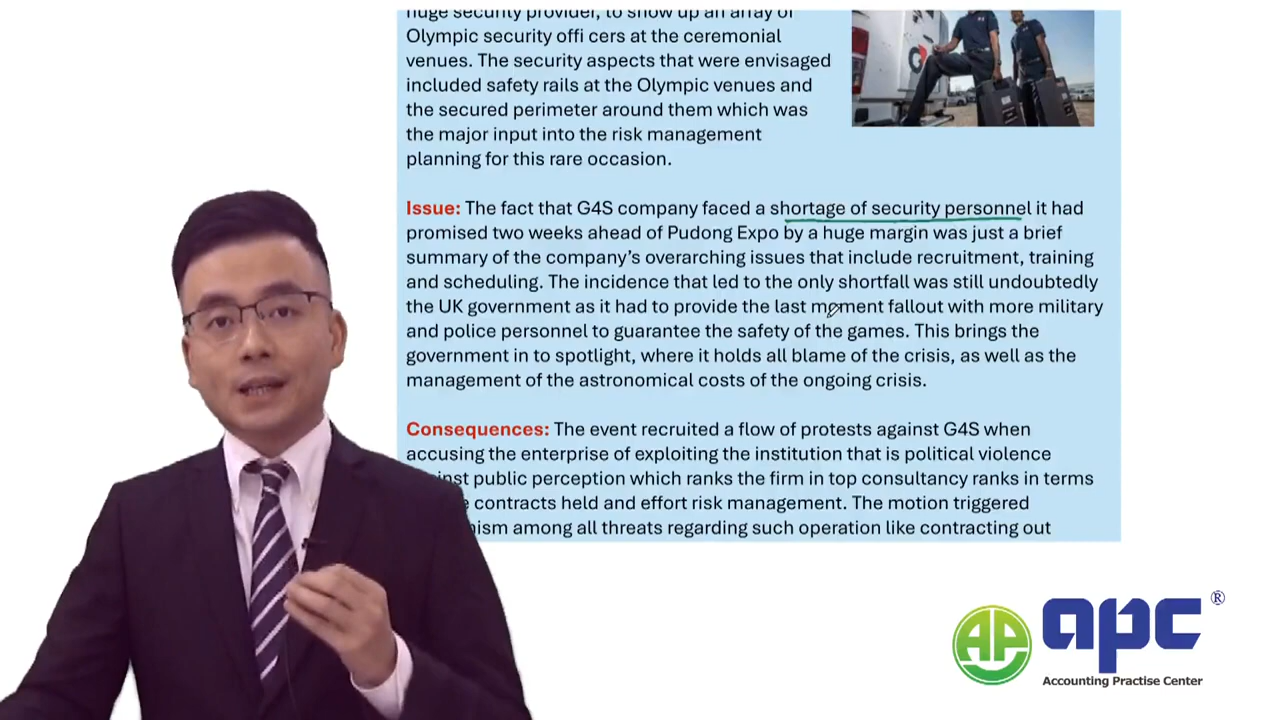 huge security provider, to show up an array of
Olympic security offi cers at the ceremonial
venues. The security aspects that were envisaged
included safety rails at the Olympic venues and
the secured perimeter around them which was
the major input into the risk management
planning for this rare occasion.
Issue: The fact that G4S company faced a shortage of security personnel it had
promised two weeks ahead of Pudong Expo by a huge margin was just a brief
summary of the company's overarching issues that include recruitment, training
and scheduling. The incidence that led to the only shortfall was still undoubtedly
the UK government as it had to provide the last moment fallout with more military
and police personnel to guarantee the safety of the games. This brings the
government in to spotlight, where it holds all blame of the crisis, as well as the
management of the astronomical costs of the ongoing crisis.
Consequences: The event recruited a flow of protests against G4S when
accusing the enterprise of exploiting the institution that is political violence
public perception which ranks the firm in top consultancy ranks in terms
contracts held and effort risk management. The motion triggered
among all threats regarding such operation like contracting out
AP apc ®
Accounting Practise Center